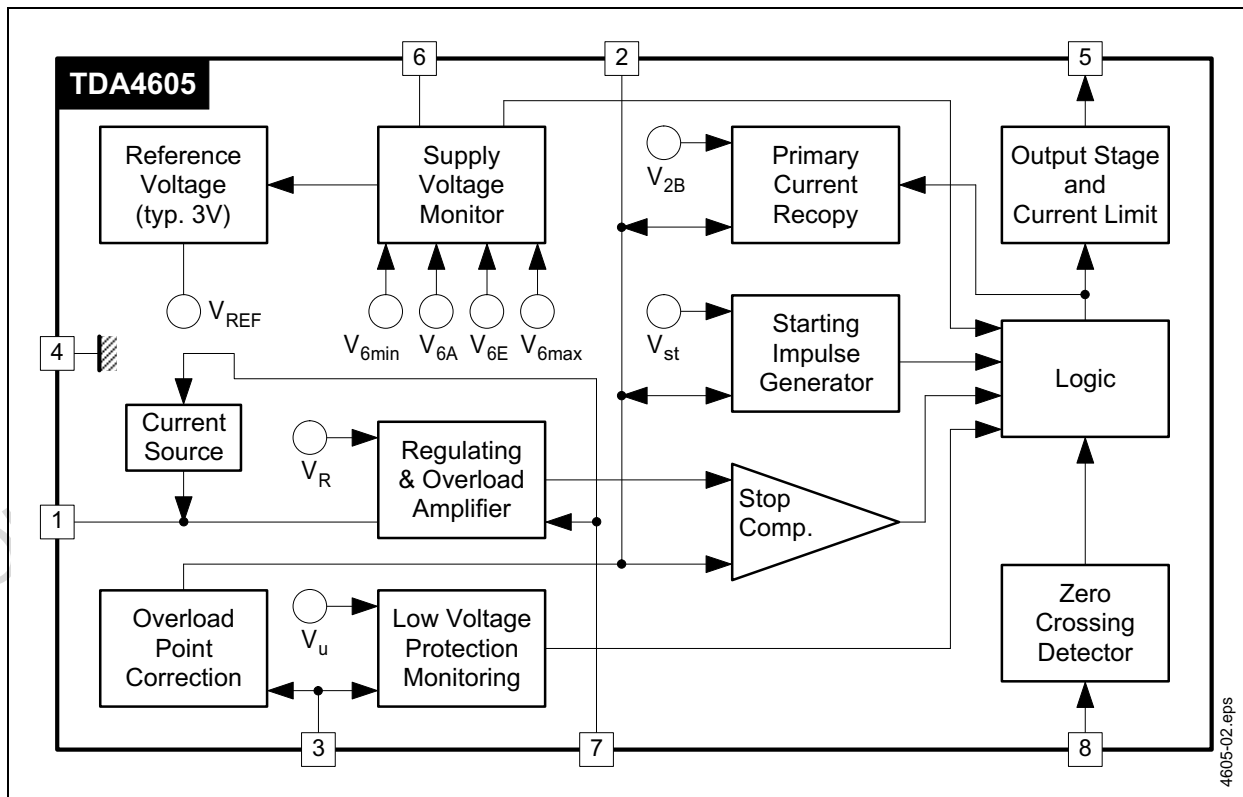 TDA4605
6
2
5
Reference
Voltage
(typ. 3V)
Supply
Voltage
Monitor
V2B
Primary
Current
Recopy
Output Stage
and
Current Limit
VREF
V6min
V6A
V6E
V6max
Vst
Starting
Impulse
Generator
Logic
4
Current
Source
VR
Regulating
& Overload
Amplifier
Stop
Comp.
1
Overload
Point
Correction
Vu
Low Voltage
Protection
Monitoring
Zero
Crossing
Detector
3
7
8
4605-02.eps